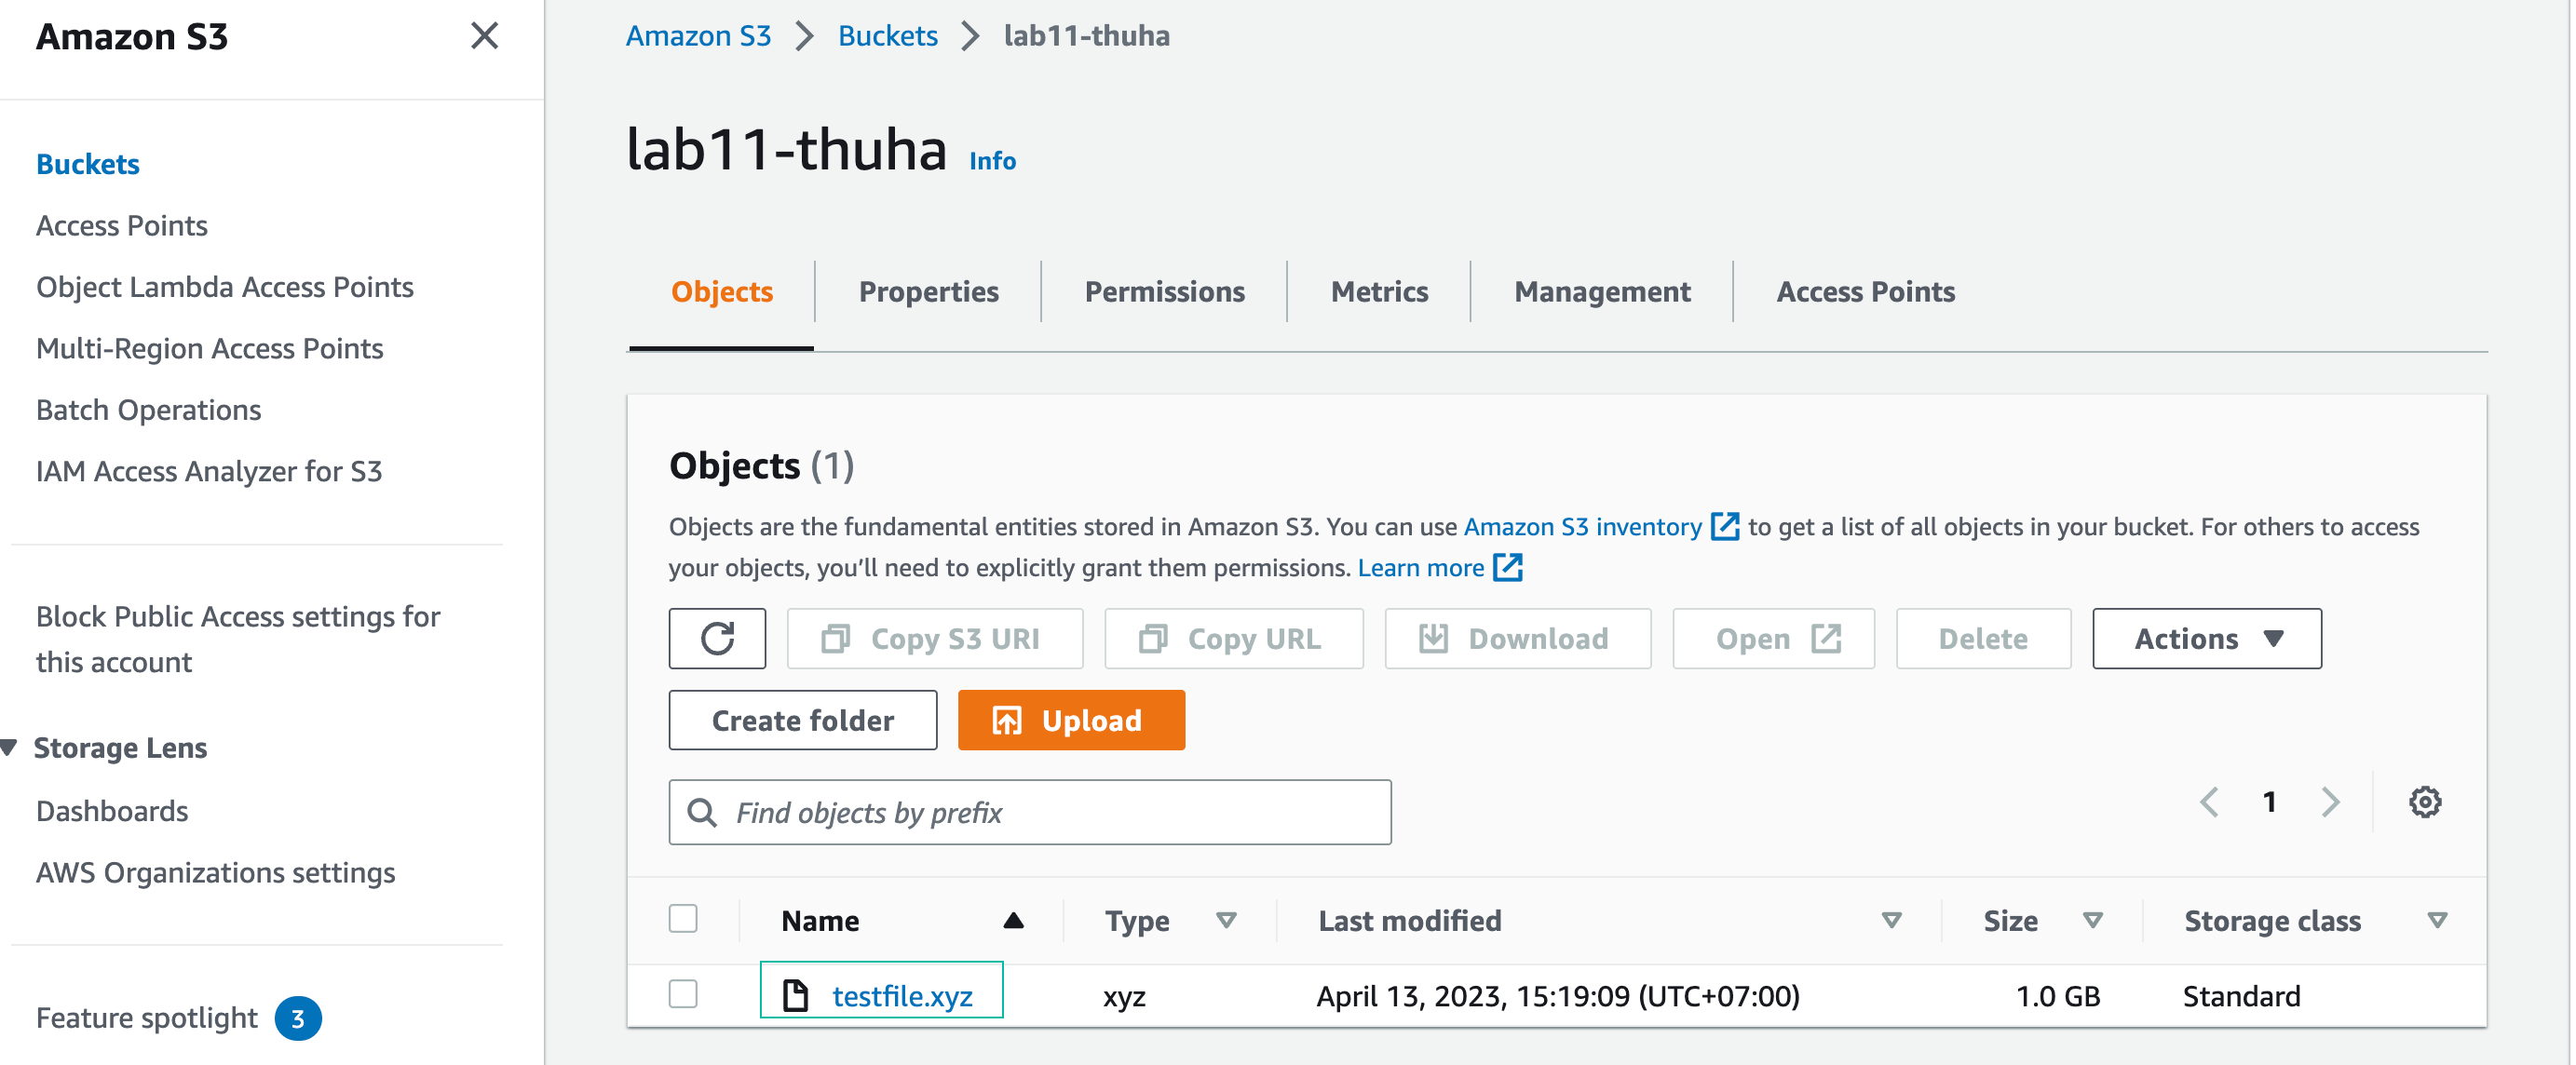 Amazon S3
Buckets
Access Points
Object Lambda Access Points
Multi-Region Access Points
Batch Operations
IAM Access Analyzer for S3
Block Public Access settings for
this account
Storage Lens
Dashboards
AWS Organizations settings
Feature spotlight 3
Amazon S3 Buckets lab11-thuha
lab11-thuha Info
Objects Properties Permissions Metrics Management Access Points
Objects (1)
Objects are the fundamental entities stored in Amazon S3. You can use Amazon S3 inventory to get a list of all objects in your bucket. For others to access
your objects, you’ll need to explicitly grant them permissions. Learn more
Copy S3 URI Copy URL Download Open Delete Actions
Create folder Upload
Find objects by prefix 1
Name Type Last modified Size Storage class
testfile.xyz xyz April 13, 2023, 15:19:09 (UTC+07:00) 1.0 GB Standard